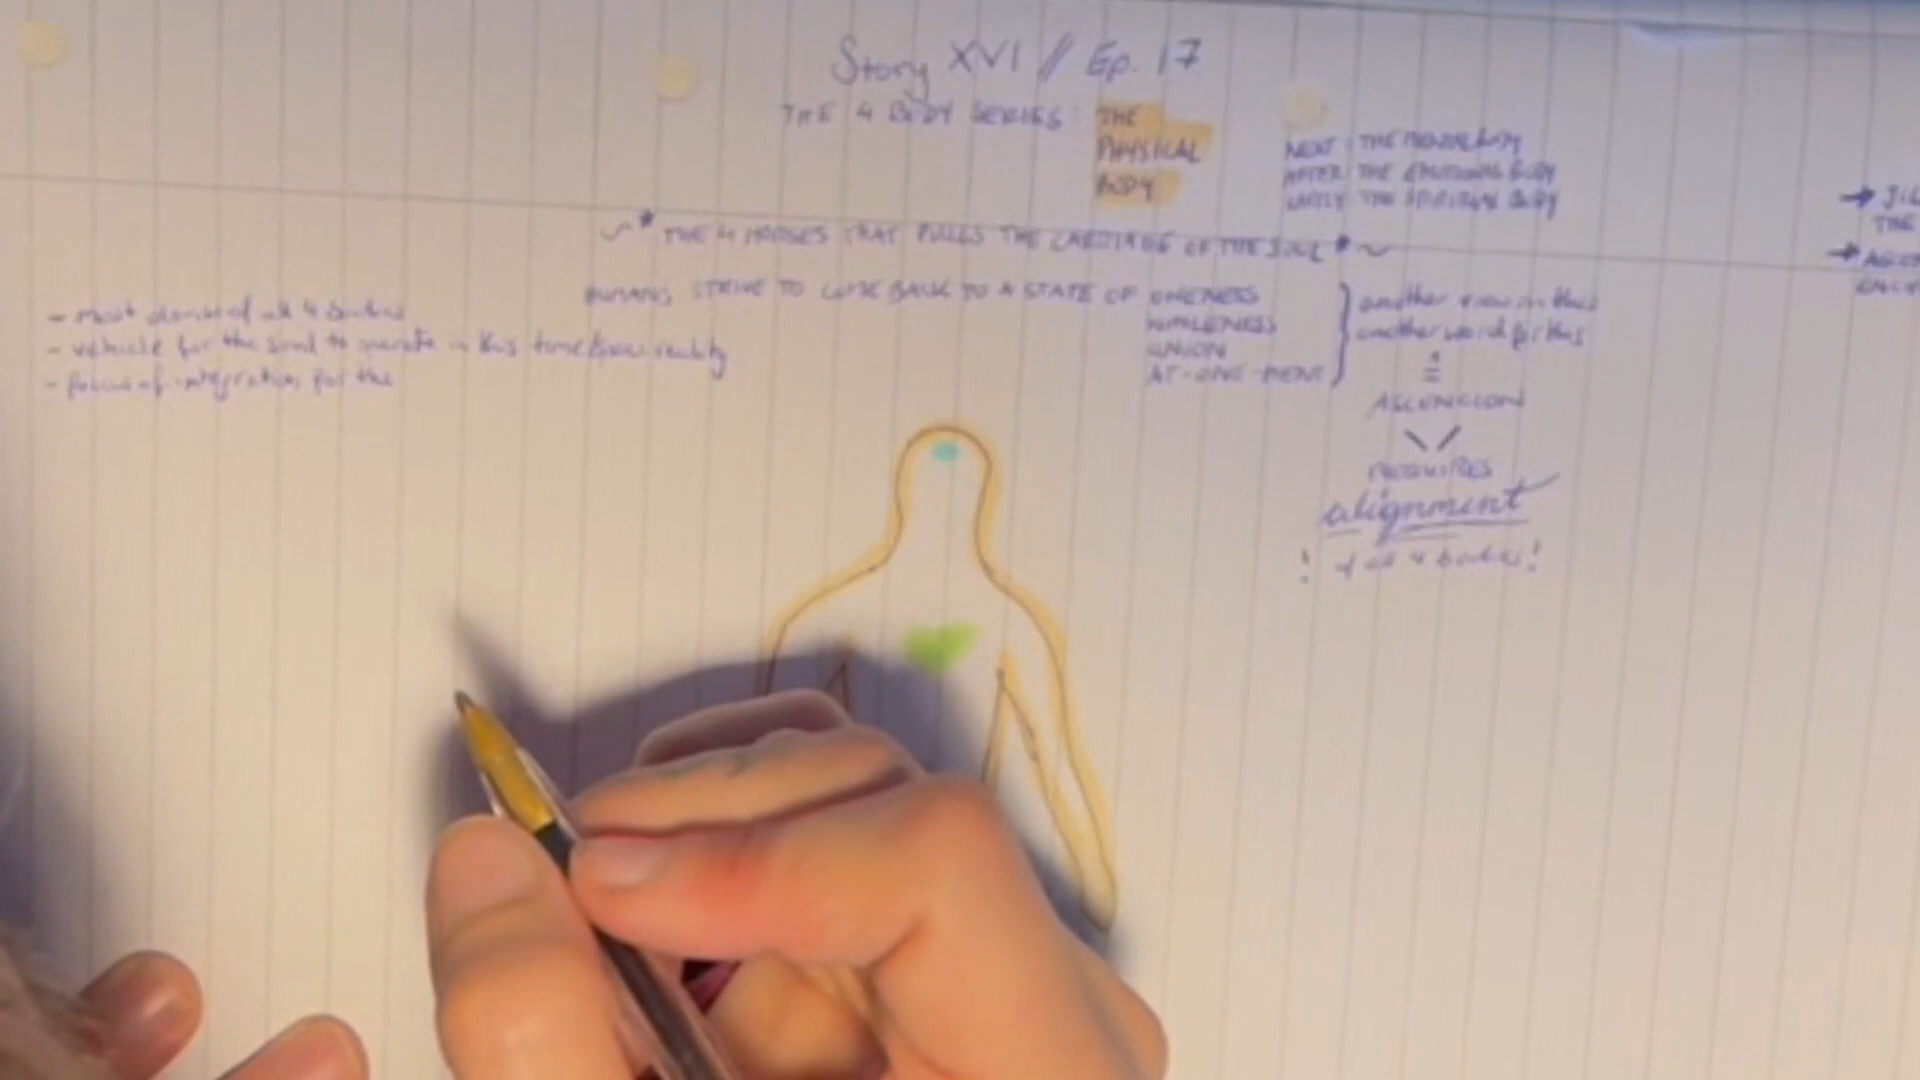 Story XVI // Ep. 17
THE 4 BODY SERIES: THE
PHYSICAL
BODY
NEXT: THE MENTAL BODY
AFTER: THE EMOTIONAL BODY
LASTLY: THE SPIRITUAL BODY
~ * THE 4 HORSES THAT PULLS THE CARRIAGE OF THE SOUL * ~
HUMANS STRIVE TO COME BACK TO A STATE OF ONENESS
WHOLENESS
UNION
AT-ONE-MENT
another view on this
another word for this
=
ASCENSION
REQUIRES
alignment
! of all 4 bodies !
- most dense of all 4 bodies
- vehicle for the soul to operate in this time/space reality
- focus of integration for the
→
THE
→